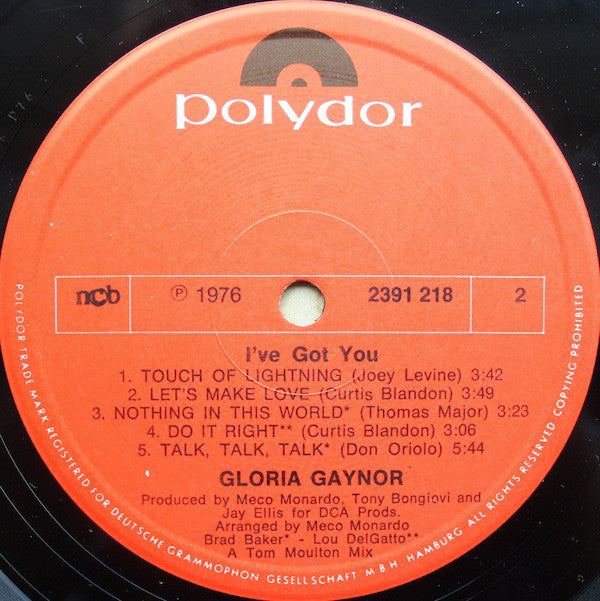 polydor
ncb
℗ 1976
2391 218
2
I've Got You
1. TOUCH OF LIGHTNING (Joey Levine) 3:42
2. LET'S MAKE LOVE (Curtis Blandon) 3:49
3. NOTHING IN THIS WORLD* (Thomas Major) 3:23
4. DO IT RIGHT** (Curtis Blandon) 3:06
5. TALK, TALK, TALK* (Don Oriolo) 5:44
GLORIA GAYNOR
Produced by Meco Monardo, Tony Bongiovi and
Jay Ellis for DCA Prods.
Arranged by Meco Monardo
Brad Baker* - Lou DelGatto**
A Tom Moulton Mix
POLYDOR TRADE MARK REGISTERED FOR DEUTSCHE GRAMMOPHON GESELLSCHAFT MBH. HAMBURG ALL RIGHTS RESERVED COPYING PROHIBITED